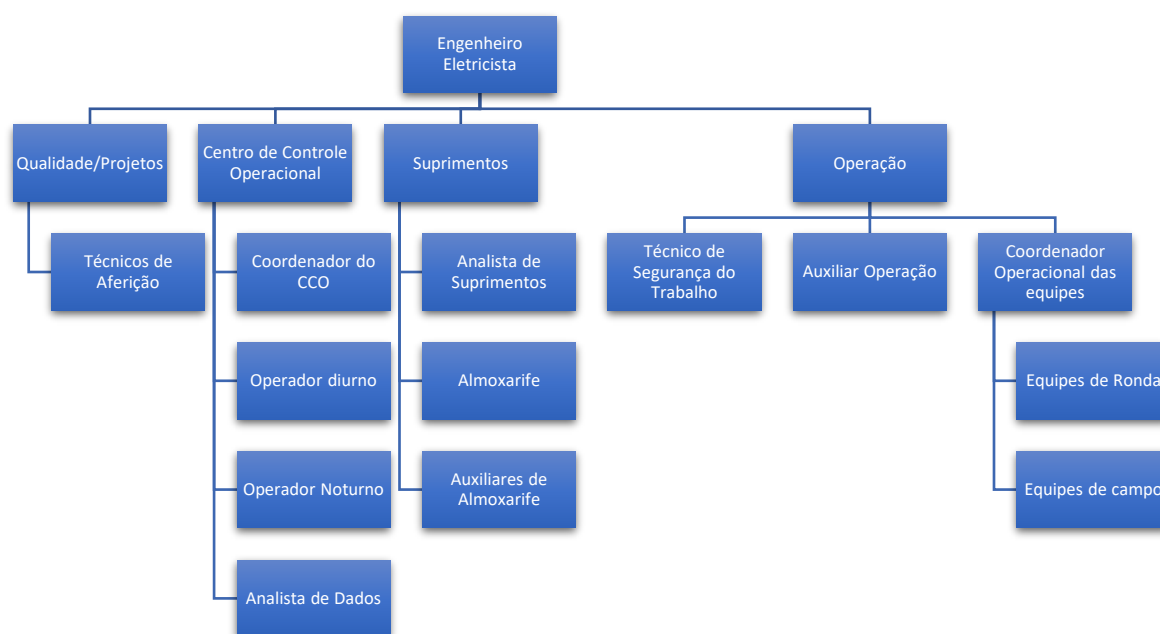 Engenheiro
Eletricista
Qualidade/Projetos
Centro de Controle
Operacional
Suprimentos
Operação
Técnicos de
Aferição
Coordenador do
CCO
Analista de
Suprimentos
Técnico de
Segurança do
Trabalho
Auxiliar Operação
Coordenador
Operacional das
equipes
Operador diurno
Almoxarife
Equipes de Ronda
Operador Noturno
Auxiliares de
Almoxarife
Equipes de campo
Analista de Dados